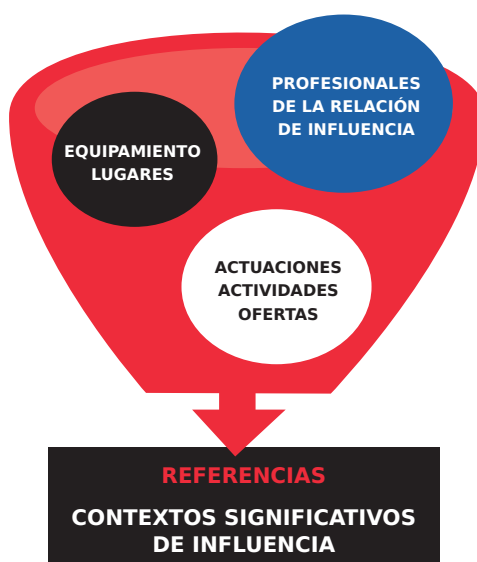 PROFESIONALES
DE LA RELACIÓN
DE INFLUENCIA
EQUIPAMIENTO
LUGARES
ACTUACIONES
ACTIVIDADES
OFERTAS
REFERENCIAS
CONTEXTOS SIGNIFICATIVOS
DE INFLUENCIA